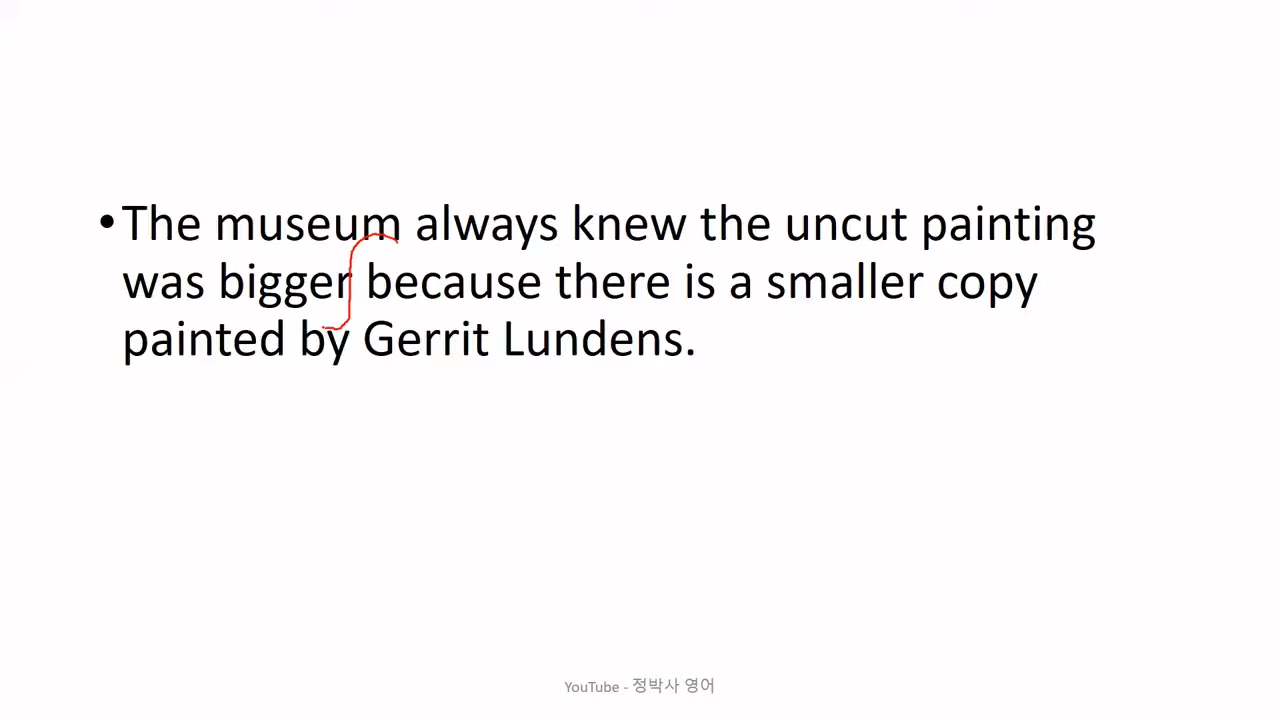 •The museum always knew the uncut painting
was bigger because there is a smaller copy
painted by Gerrit Lundens.
YouTube - 정박사 영어